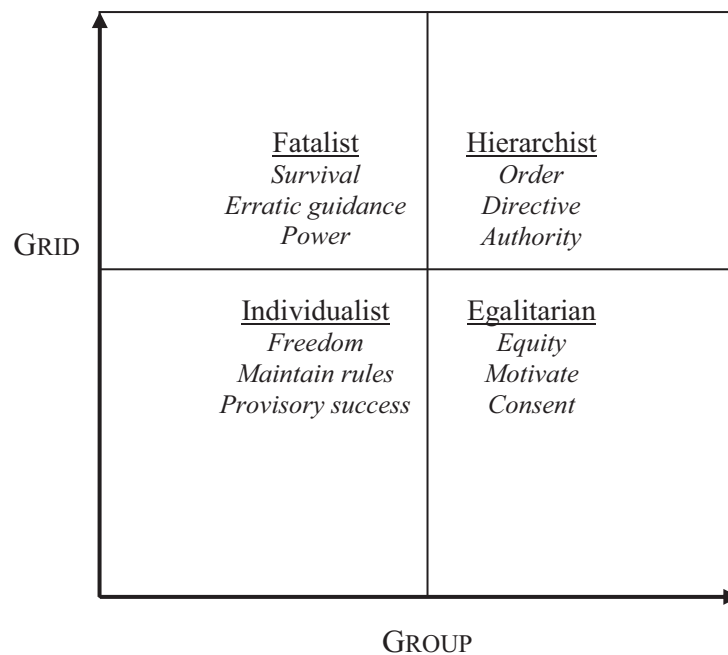 Fatalist
Survival
Erratic guidance
Power
Hierarchist
Order
Directive
Authority
GRID
Individualist
Freedom
Maintain rules
Provisory success
Egalitarian
Equity
Motivate
Consent
GROUP